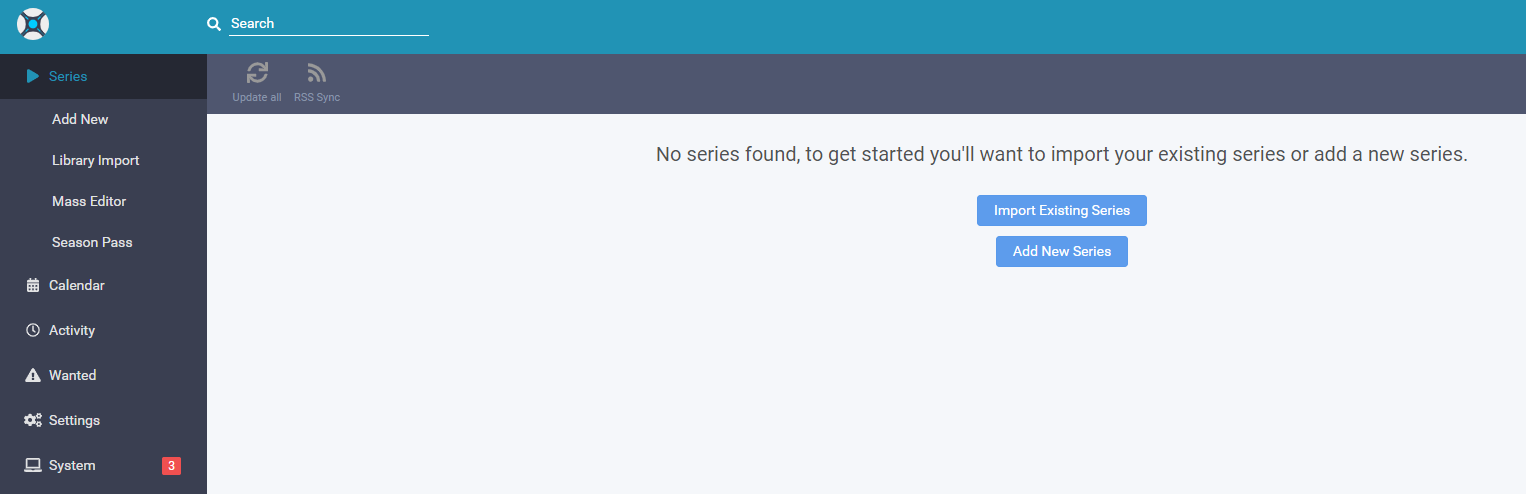 Search
Series
Update all
RSS Sync
Add New
Library Import
Mass Editor
Season Pass
Calendar
Activity
Wanted
Settings
System 3
No series found, to get started you'll want to import your existing series or add a new series.
Import Existing Series
Add New Series